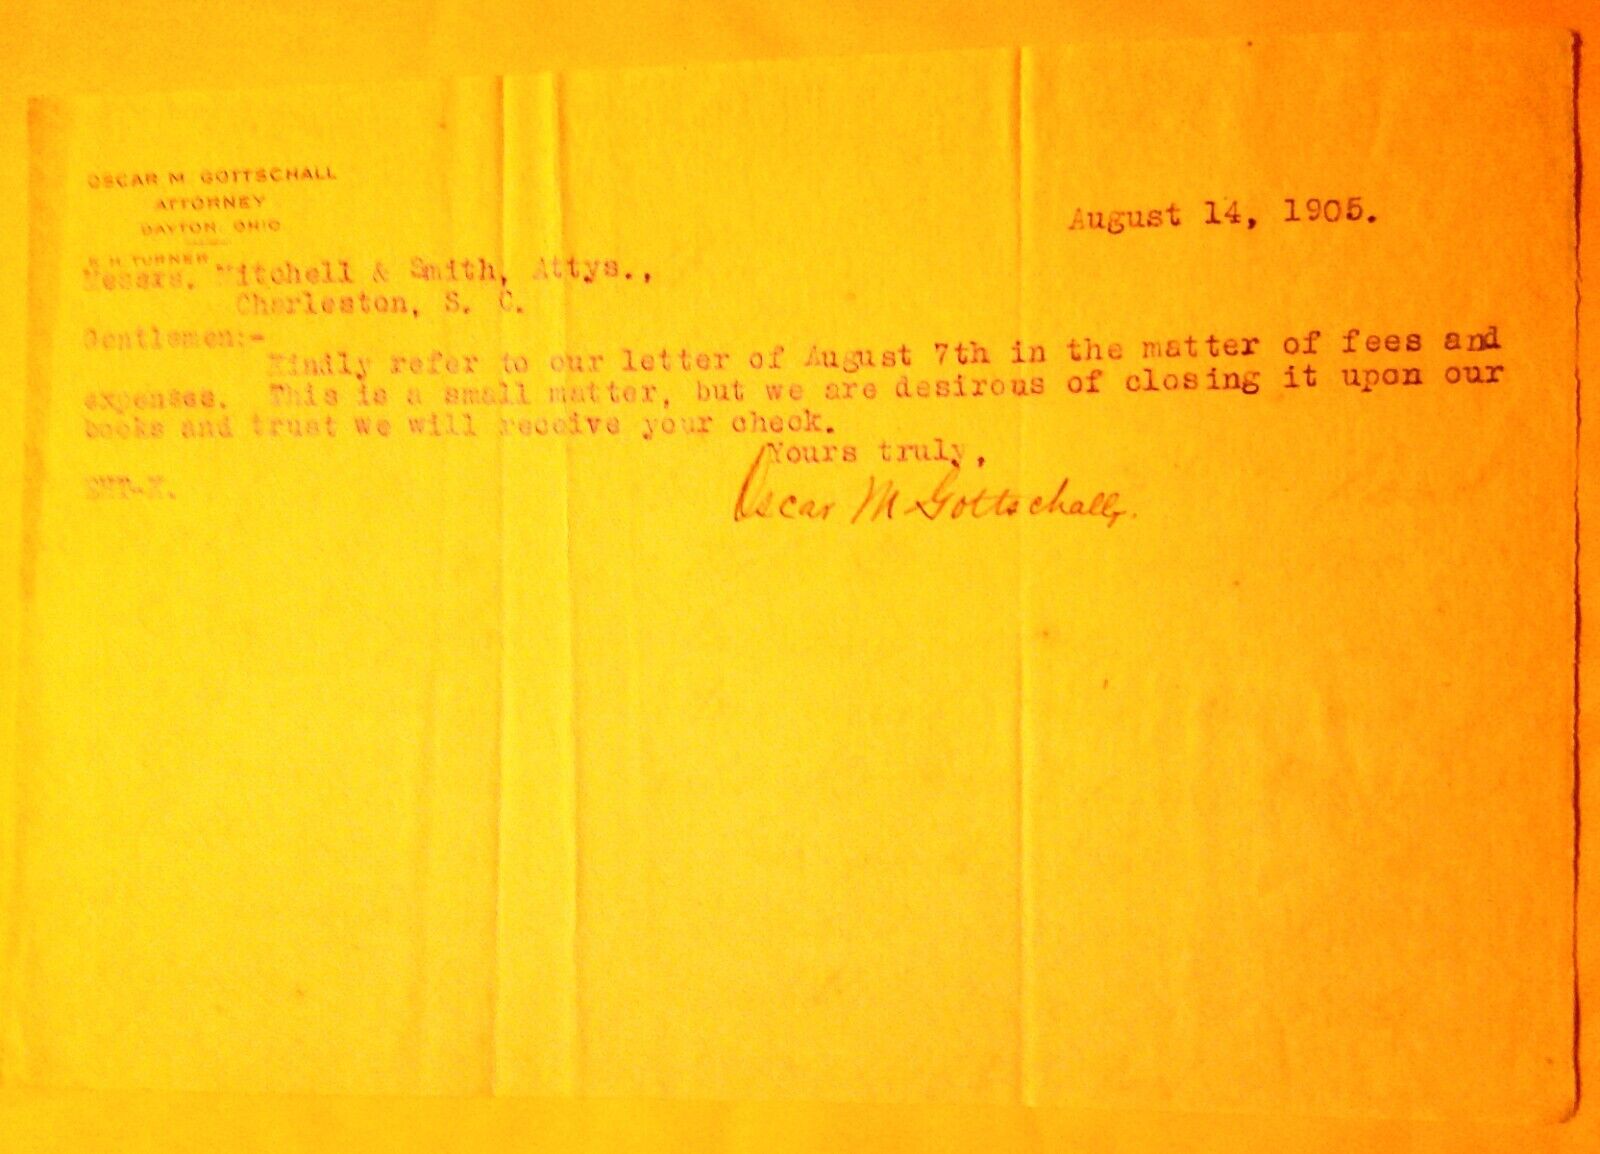 OSCAR M. GOTTSCHALL
ATTORNEY
DAYTON, OHIO
August 14, 1905.
TURNER
Messrs. Mitchell & Smith, Attys.,
Charleston, S. C.
Gentlemen:-
Kindly refer to our letter of August 7th in the matter of fees and
expenses. This is a small matter, but we are desirous of closing it upon our
books and trust we will receive your check.
Yours truly,
Oscar M Gottschall.